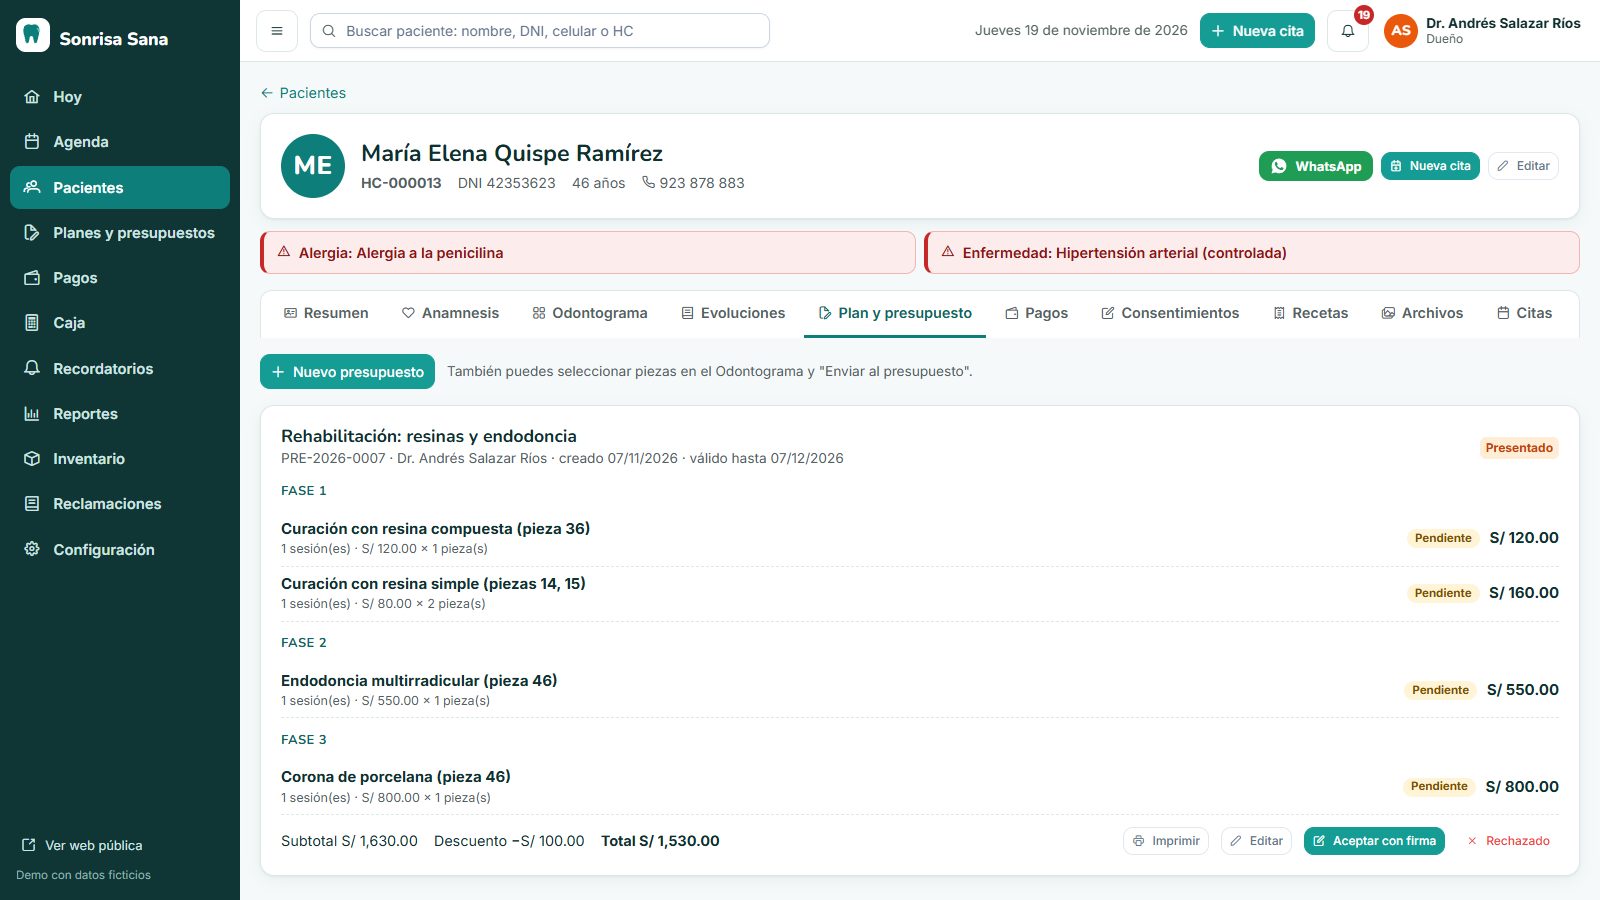 Sonrisa Sana
Hoy
Agenda
Pacientes
Planes y presupuestos
Pagos
Caja
Recordatorios
Reportes
Inventario
Reclamaciones
Configuración
Ver web pública
Demo con datos ficticios
Buscar paciente: nombre, DNI, celular o HC
Jueves 19 de noviembre de 2026
Nueva cita
19
AS
Dr. Andrés Salazar Ríos
Dueño
← Pacientes
ME
María Elena Quispe Ramírez
HC-000013 DNI 42353623 46 años 923 878 883
WhatsApp
Nueva cita
Editar
Alergia: Alergia a la penicilina
Enfermedad: Hipertensión arterial (controlada)
Resumen
Anamnesis
Odontograma
Evoluciones
Plan y presupuesto
Pagos
Consentimientos
Recetas
Archivos
Citas
+ Nuevo presupuesto
También puedes seleccionar piezas en el Odontograma y "Enviar al presupuesto".
Rehabilitación: resinas y endodoncia
PRE-2026-0007 · Dr. Andrés Salazar Ríos · creado 07/11/2026 · válido hasta 07/12/2026
Presentado
FASE 1
Curación con resina compuesta (pieza 36)
1 sesión(es) · S/ 120.00 × 1 pieza(s)
Pendiente S/ 120.00
Curación con resina simple (piezas 14, 15)
1 sesión(es) · S/ 80.00 × 2 pieza(s)
Pendiente S/ 160.00
FASE 2
Endodoncia multirradicular (pieza 46)
1 sesión(es) · S/ 550.00 × 1 pieza(s)
Pendiente S/ 550.00
FASE 3
Corona de porcelana (pieza 46)
1 sesión(es) · S/ 800.00 × 1 pieza(s)
Pendiente S/ 800.00
Subtotal S/ 1,630.00 Descuento −S/ 100.00 Total S/ 1,530.00
Imprimir
Editar
Aceptar con firma
× Rechazado